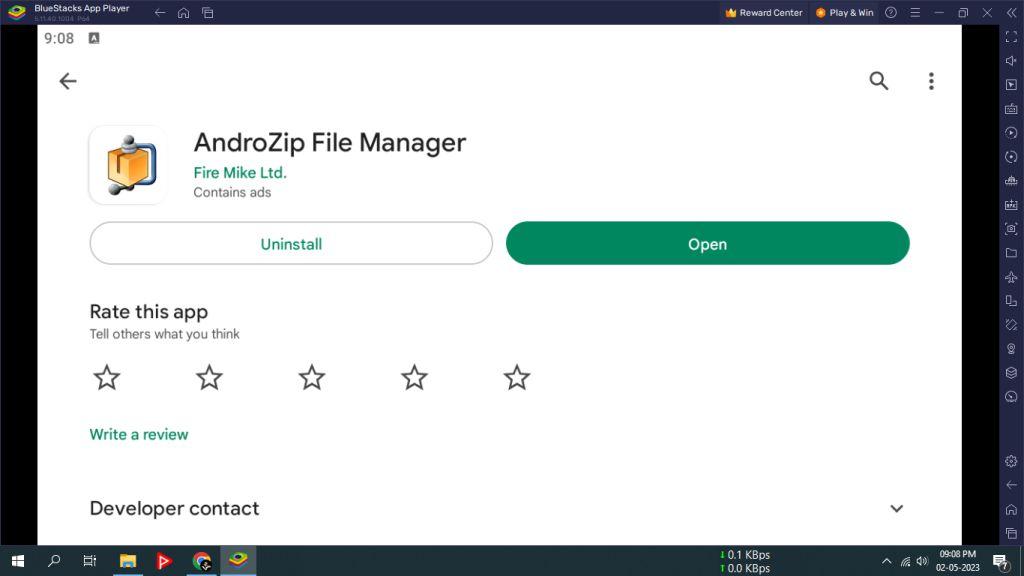 BlueStacks App Player
5.11.40.1004 P64
Reward Center
Play & Win
9:08
AndroZip File Manager
Fire Mike Ltd.
Contains ads
Uninstall
Open
Rate this app
Tell others what you think
Write a review
Developer contact
↓ 0.1 KBps
↑ 0.0 KBps
09:08 PM
02-05-2023
7